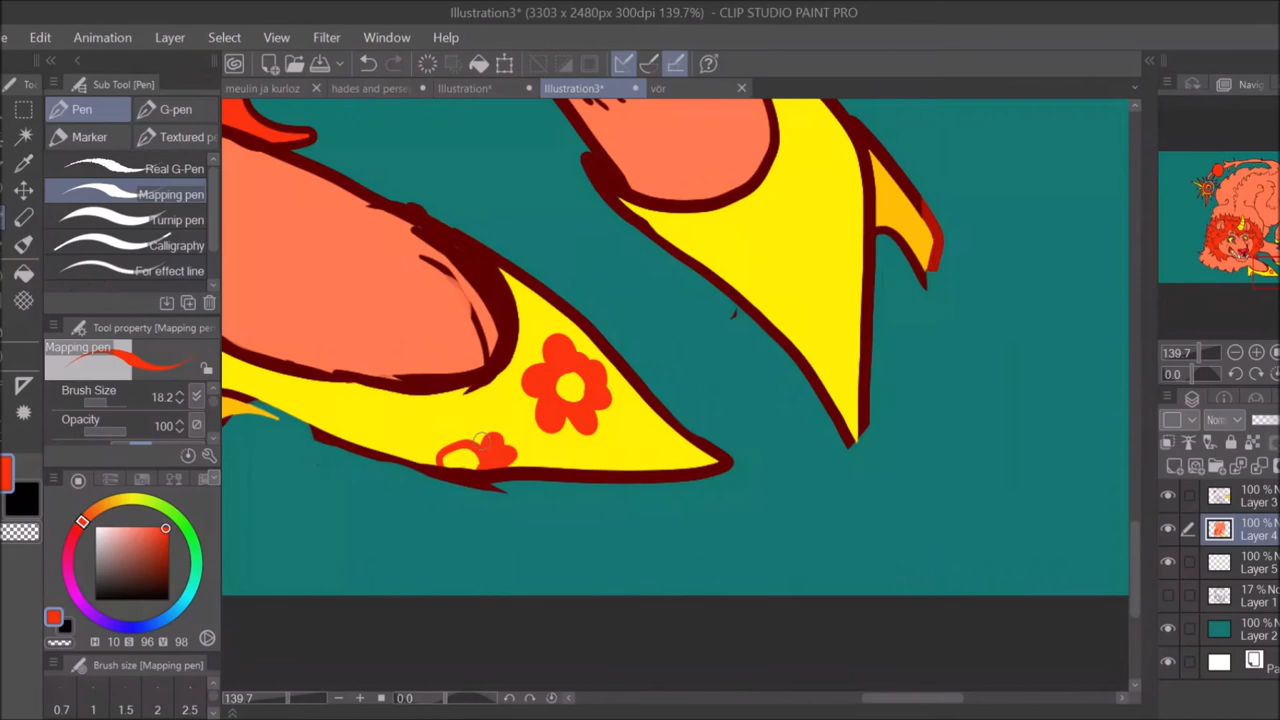 Illustration3* (3303 x 2480px 300dpi 139.7%) - CLIP STUDIO PAINT PRO
Edit Animation Layer Select View Filter Window Help
Sub Tool [Pen]
meulin ja kurloz
hades and perse
Illustration*
Illustration3*
vör
Navig
Pen
G-pen
Marker
Textured pe
Real G-Pen
Mapping pen
Turnip pen
Calligraphy
For effect line
Tool property [Mapping pen
Mapping pen
Brush Size 18.2
Opacity 100
H 10 S 96 V 98
Brush size [Mapping pen]
0.7 1 1.5 2 2.5
139.7
0.0
139.7
0.0
Norm
100 % N
Layer 3
100 % N
Layer 4
100 % N
Layer 5
17 % No
Layer 1
100 % N
Layer 2
Pa